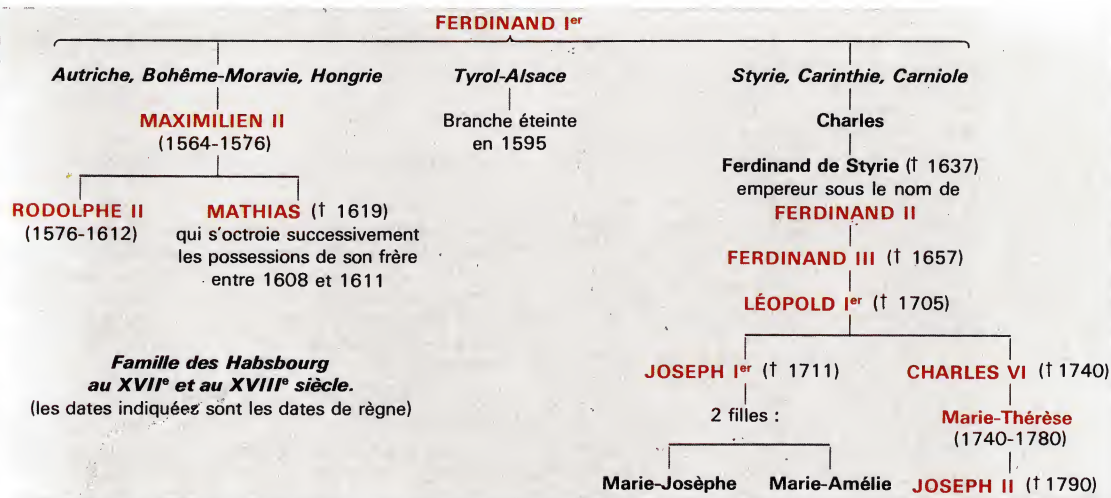 FERDINAND Iᵉʳ
Autriche, Bohême-Moravie, Hongrie
MAXIMILIEN II
(1564-1576)
RODOLPHE II
(1576-1612)
MATHIAS († 1619)
qui s'octroie successivement
les possessions de son frère
entre 1608 et 1611
Tyrol-Alsace
Branche éteinte
en 1595
Styrie, Carinthie, Carniole
Charles
Ferdinand de Styrie († 1637)
empereur sous le nom de
FERDINAND II
FERDINAND III († 1657)
LÉOPOLD Iᵉʳ († 1705)
JOSEPH Iᵉʳ († 1711)
2 filles :
Marie-Josèphe
Marie-Amélie
CHARLES VI († 1740)
Marie-Thérèse
(1740-1780)
JOSEPH II († 1790)
Famille des Habsbourg
au XVIIᵉ et au XVIIIᵉ siècle.
(les dates indiquées sont les dates de règne)